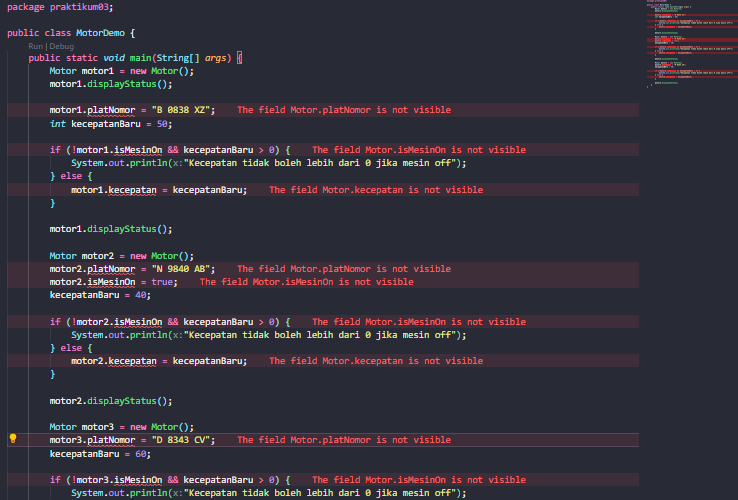 package praktikum03;
public class MotorDemo {
Run | Debug
public static void main(String[] args) {
Motor motor1 = new Motor();
motor1.displayStatus();
motor1.platNomor = "B 0838 XZ"; The field Motor.platNomor is not visible
int kecepatanBaru = 50;
if (!motor1.isMesinOn && kecepatanBaru > 0) { The field Motor.isMesinOn is not visible
System.out.println(x:"Kecepatan tidak boleh lebih dari 0 jika mesin off");
} else {
motor1.kecepatan = kecepatanBaru; The field Motor.kecepatan is not visible
}
motor1.displayStatus();
Motor motor2 = new Motor();
motor2.platNomor = "N 9840 AB"; The field Motor.platNomor is not visible
motor2.isMesinOn = true; The field Motor.isMesinOn is not visible
kecepatanBaru = 40;
if (!motor2.isMesinOn && kecepatanBaru > 0) { The field Motor.isMesinOn is not visible
System.out.println(x:"Kecepatan tidak boleh lebih dari 0 jika mesin off");
} else {
motor2.kecepatan = kecepatanBaru; The field Motor.kecepatan is not visible
}
motor2.displayStatus();
Motor motor3 = new Motor();
motor3.platNomor = "D 8343 CV"; The field Motor.platNomor is not visible
kecepatanBaru = 60;
if (!motor3.isMesinOn && kecepatanBaru > 0) { The field Motor.isMesinOn is not visible
System.out.println(x:"Kecepatan tidak boleh lebih dari 0 jika mesin off");